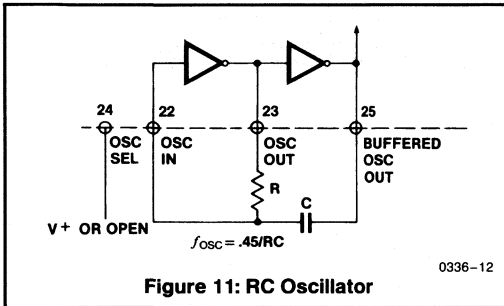 24 22 23 25
OSC SEL
OSC IN
OSC OUT
BUFFERED OSC OUT
R
C
V+ OR OPEN
fOSC = .45/RC
0336-12
Figure 11: RC Oscillator